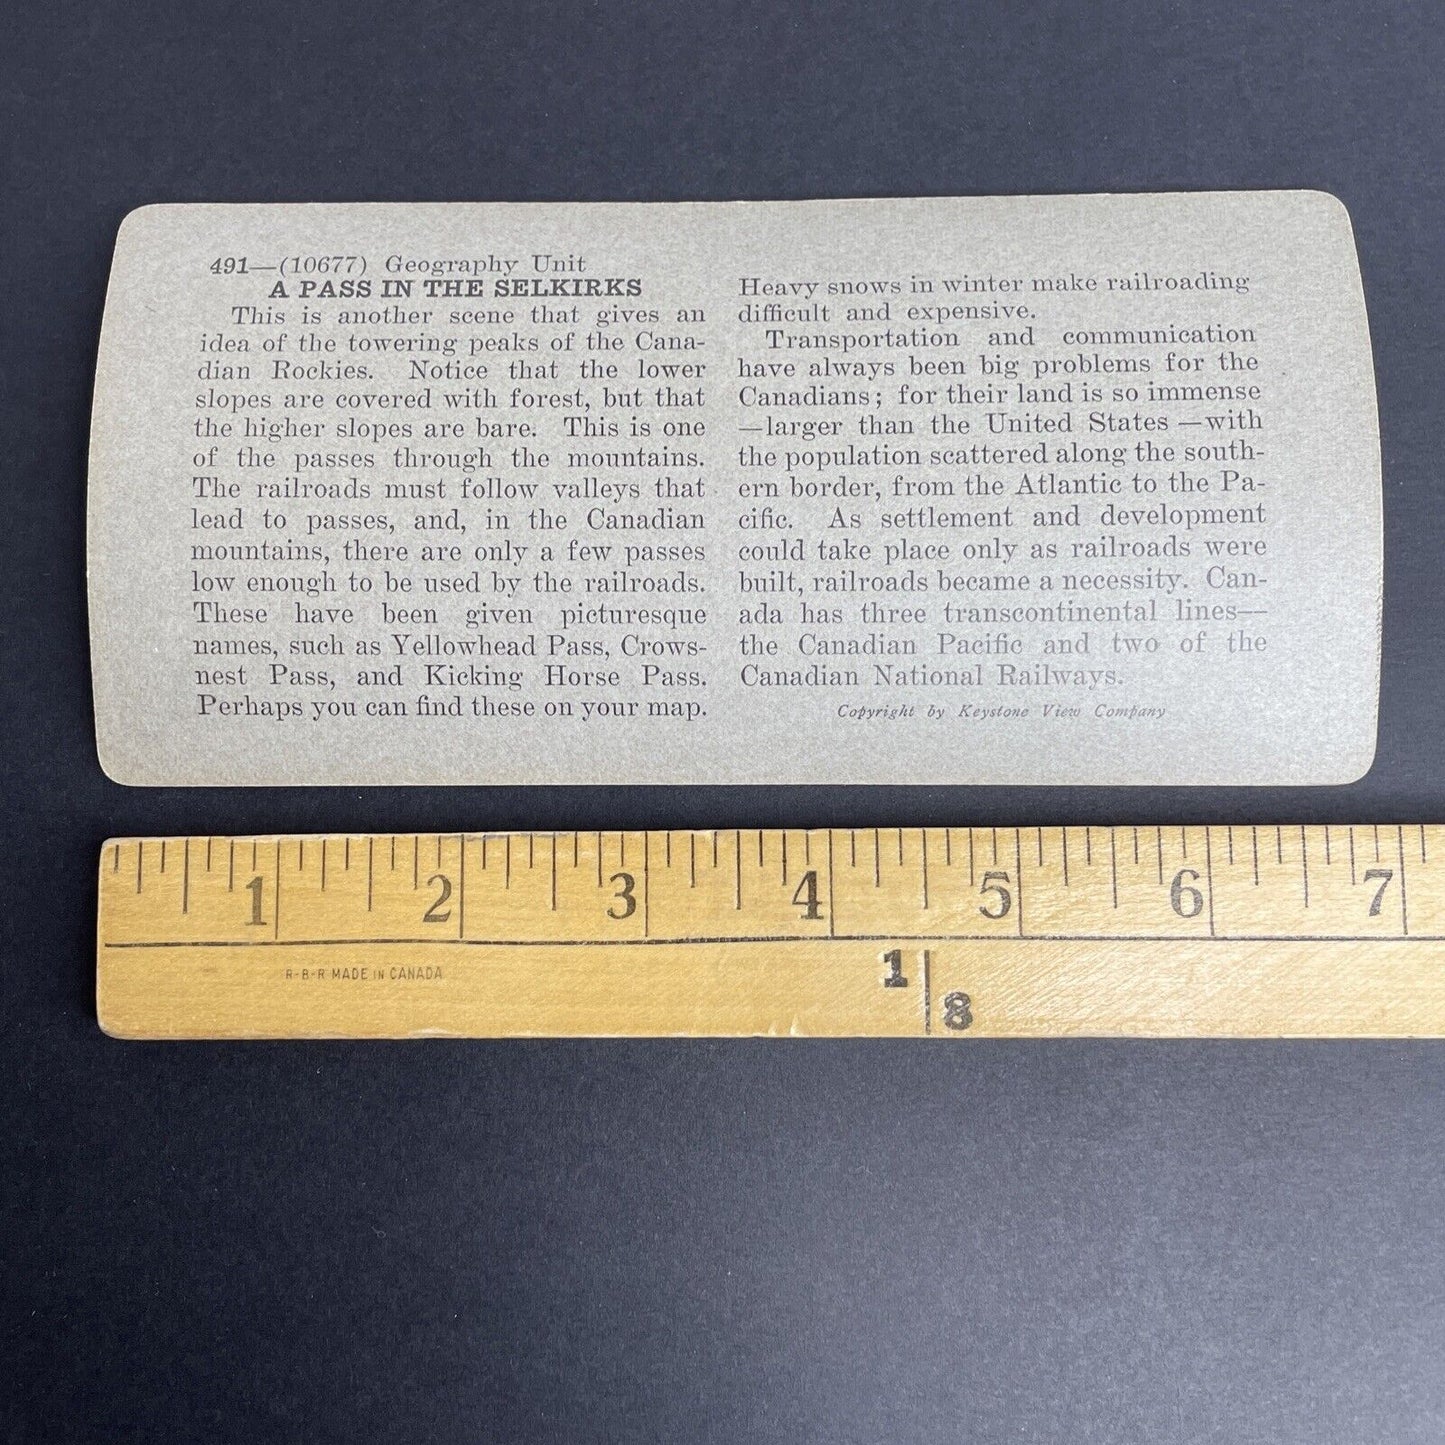 491—(10677) Geography Unit
A PASS IN THE SELKIRKS
This is another scene that gives an
idea of the towering peaks of the Cana-
dian Rockies. Notice that the lower
slopes are covered with forest, but that
the higher slopes are bare. This is one
of the passes through the mountains.
The railroads must follow valleys that
lead to passes, and, in the Canadian
mountains, there are only a few passes
low enough to be used by the railroads.
These have been given picturesque
names, such as Yellowhead Pass, Crows-
nest Pass, and Kicking Horse Pass.
Perhaps you can find these on your map.
Heavy snows in winter make railroading
difficult and expensive.
Transportation and communication
have always been big problems for the
Canadians; for their land is so immense
—larger than the United States—with
the population scattered along the south-
ern border, from the Atlantic to the Pa-
cific. As settlement and development
could take place only as railroads were
built, railroads became a necessity. Can-
ada has three transcontinental lines—
the Canadian Pacific and two of the
Canadian National Railways.
Copyright by Keystone View Company
1 2 3 4 5 6 7
R-B-R MADE IN CANADA
1 8